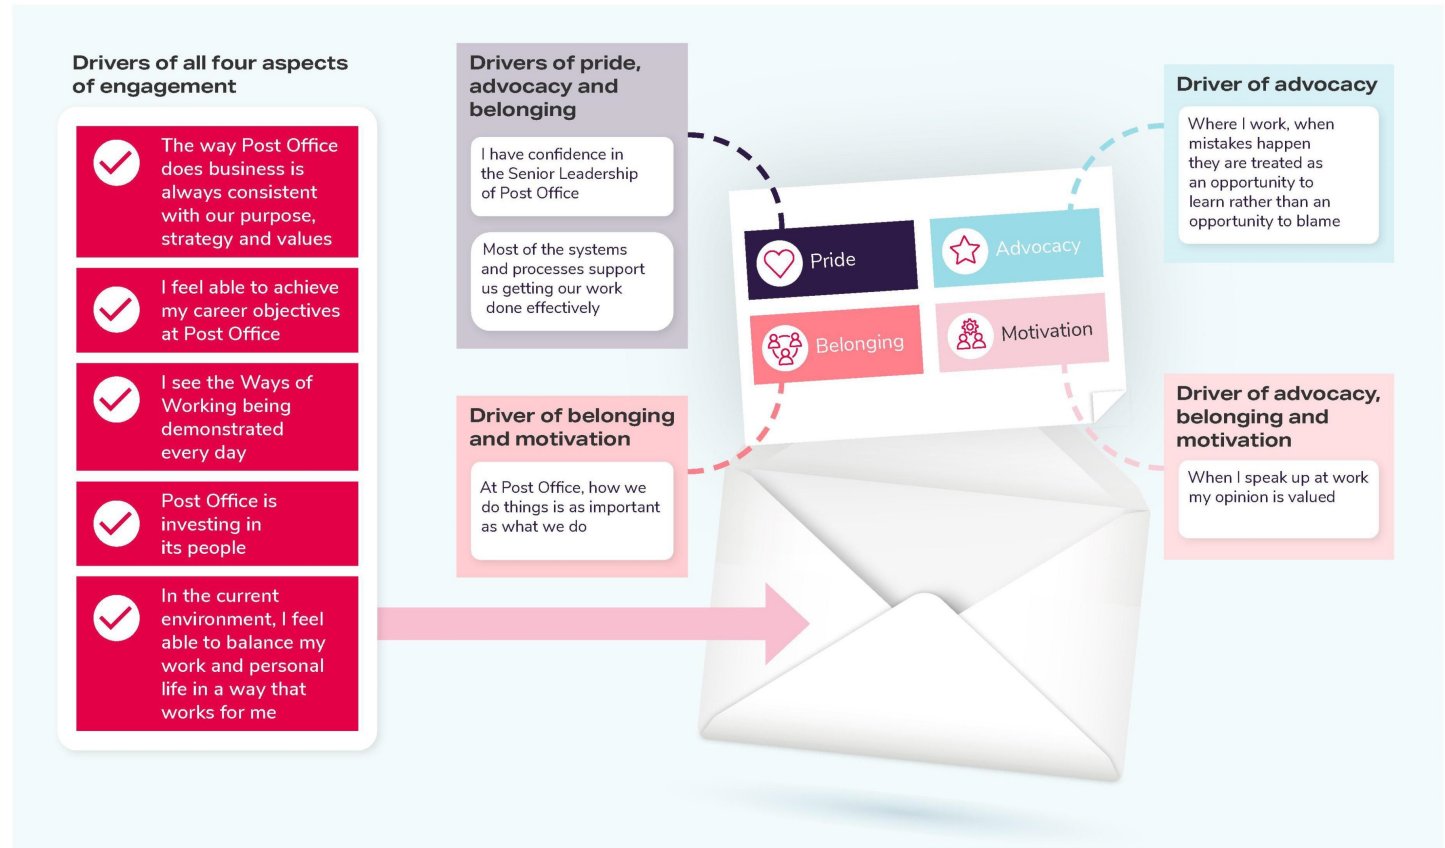 Drivers of all four aspects
of engagement
The way Post Office
does business is
always consistent
with our purpose,
strategy and values
I feel able to achieve
my career objectives
at Post Office
I see the Ways of
Working being
demonstrated
every day
Post Office is
investing in
its people
In the current
environment, I feel
able to balance my
work and personal
life in a way that
works for me
Drivers of pride,
advocacy and
belonging
I have confidence in
the Senior Leadership
of Post Office
Most of the systems
and processes support
us getting our work
done effectively
Driver of belonging
and motivation
At Post Office, how we
do things is as important
as what we do
Pride
Advocacy
Belonging
Motivation
Driver of advocacy
Where I work, when
mistakes happen
they are treated as
an opportunity to
learn rather than an
opportunity to blame
Driver of advocacy,
belonging and
motivation
When I speak up at work
my opinion is valued